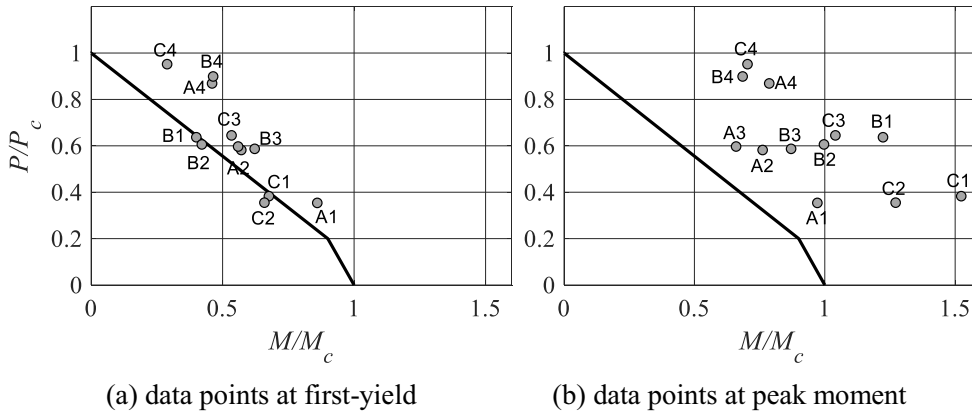 1
0.8
0.6
0.4
0.2
0
P/P_c
0
0.5
1
1.5
M/M_c
C4
B4
A4
C3
B1
B3
B2
A2
C1
C2
A1
(a) data points at first-yield
1
0.8
0.6
0.4
0.2
0
0
0.5
1
1.5
M/M_c
C4
B4
A4
C3
B1
A3
B3
A2
B2
C1
C2
A1
(b) data points at peak moment